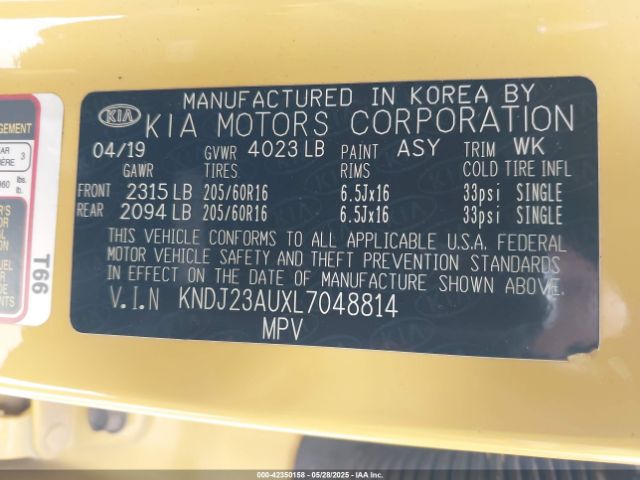 MANUFACTURED IN KOREA BY
KIA KIA MOTORS CORPORATION
04/19 GVWR 4023 LB PAINT ASY TRIM WK
GAWR TIRES RIMS COLD TIRE INFL
FRONT 2315 LB 205/60R16 6.5Jx16 33psi SINGLE
REAR 2094 LB 205/60R16 6.5Jx16 33psi SINGLE
THIS VEHICLE CONFORMS TO ALL APPLICABLE U.S.A. FEDERAL
MOTOR VEHICLE SAFETY AND THEFT PREVENTION STANDARDS
IN EFFECT ON THE DATE OF MANUFACTURE SHOWN ABOVE.
V.I.N KNDJ23AUXL7048814
MPV
T66
000-42350158 05/28/2025 IAA Inc.